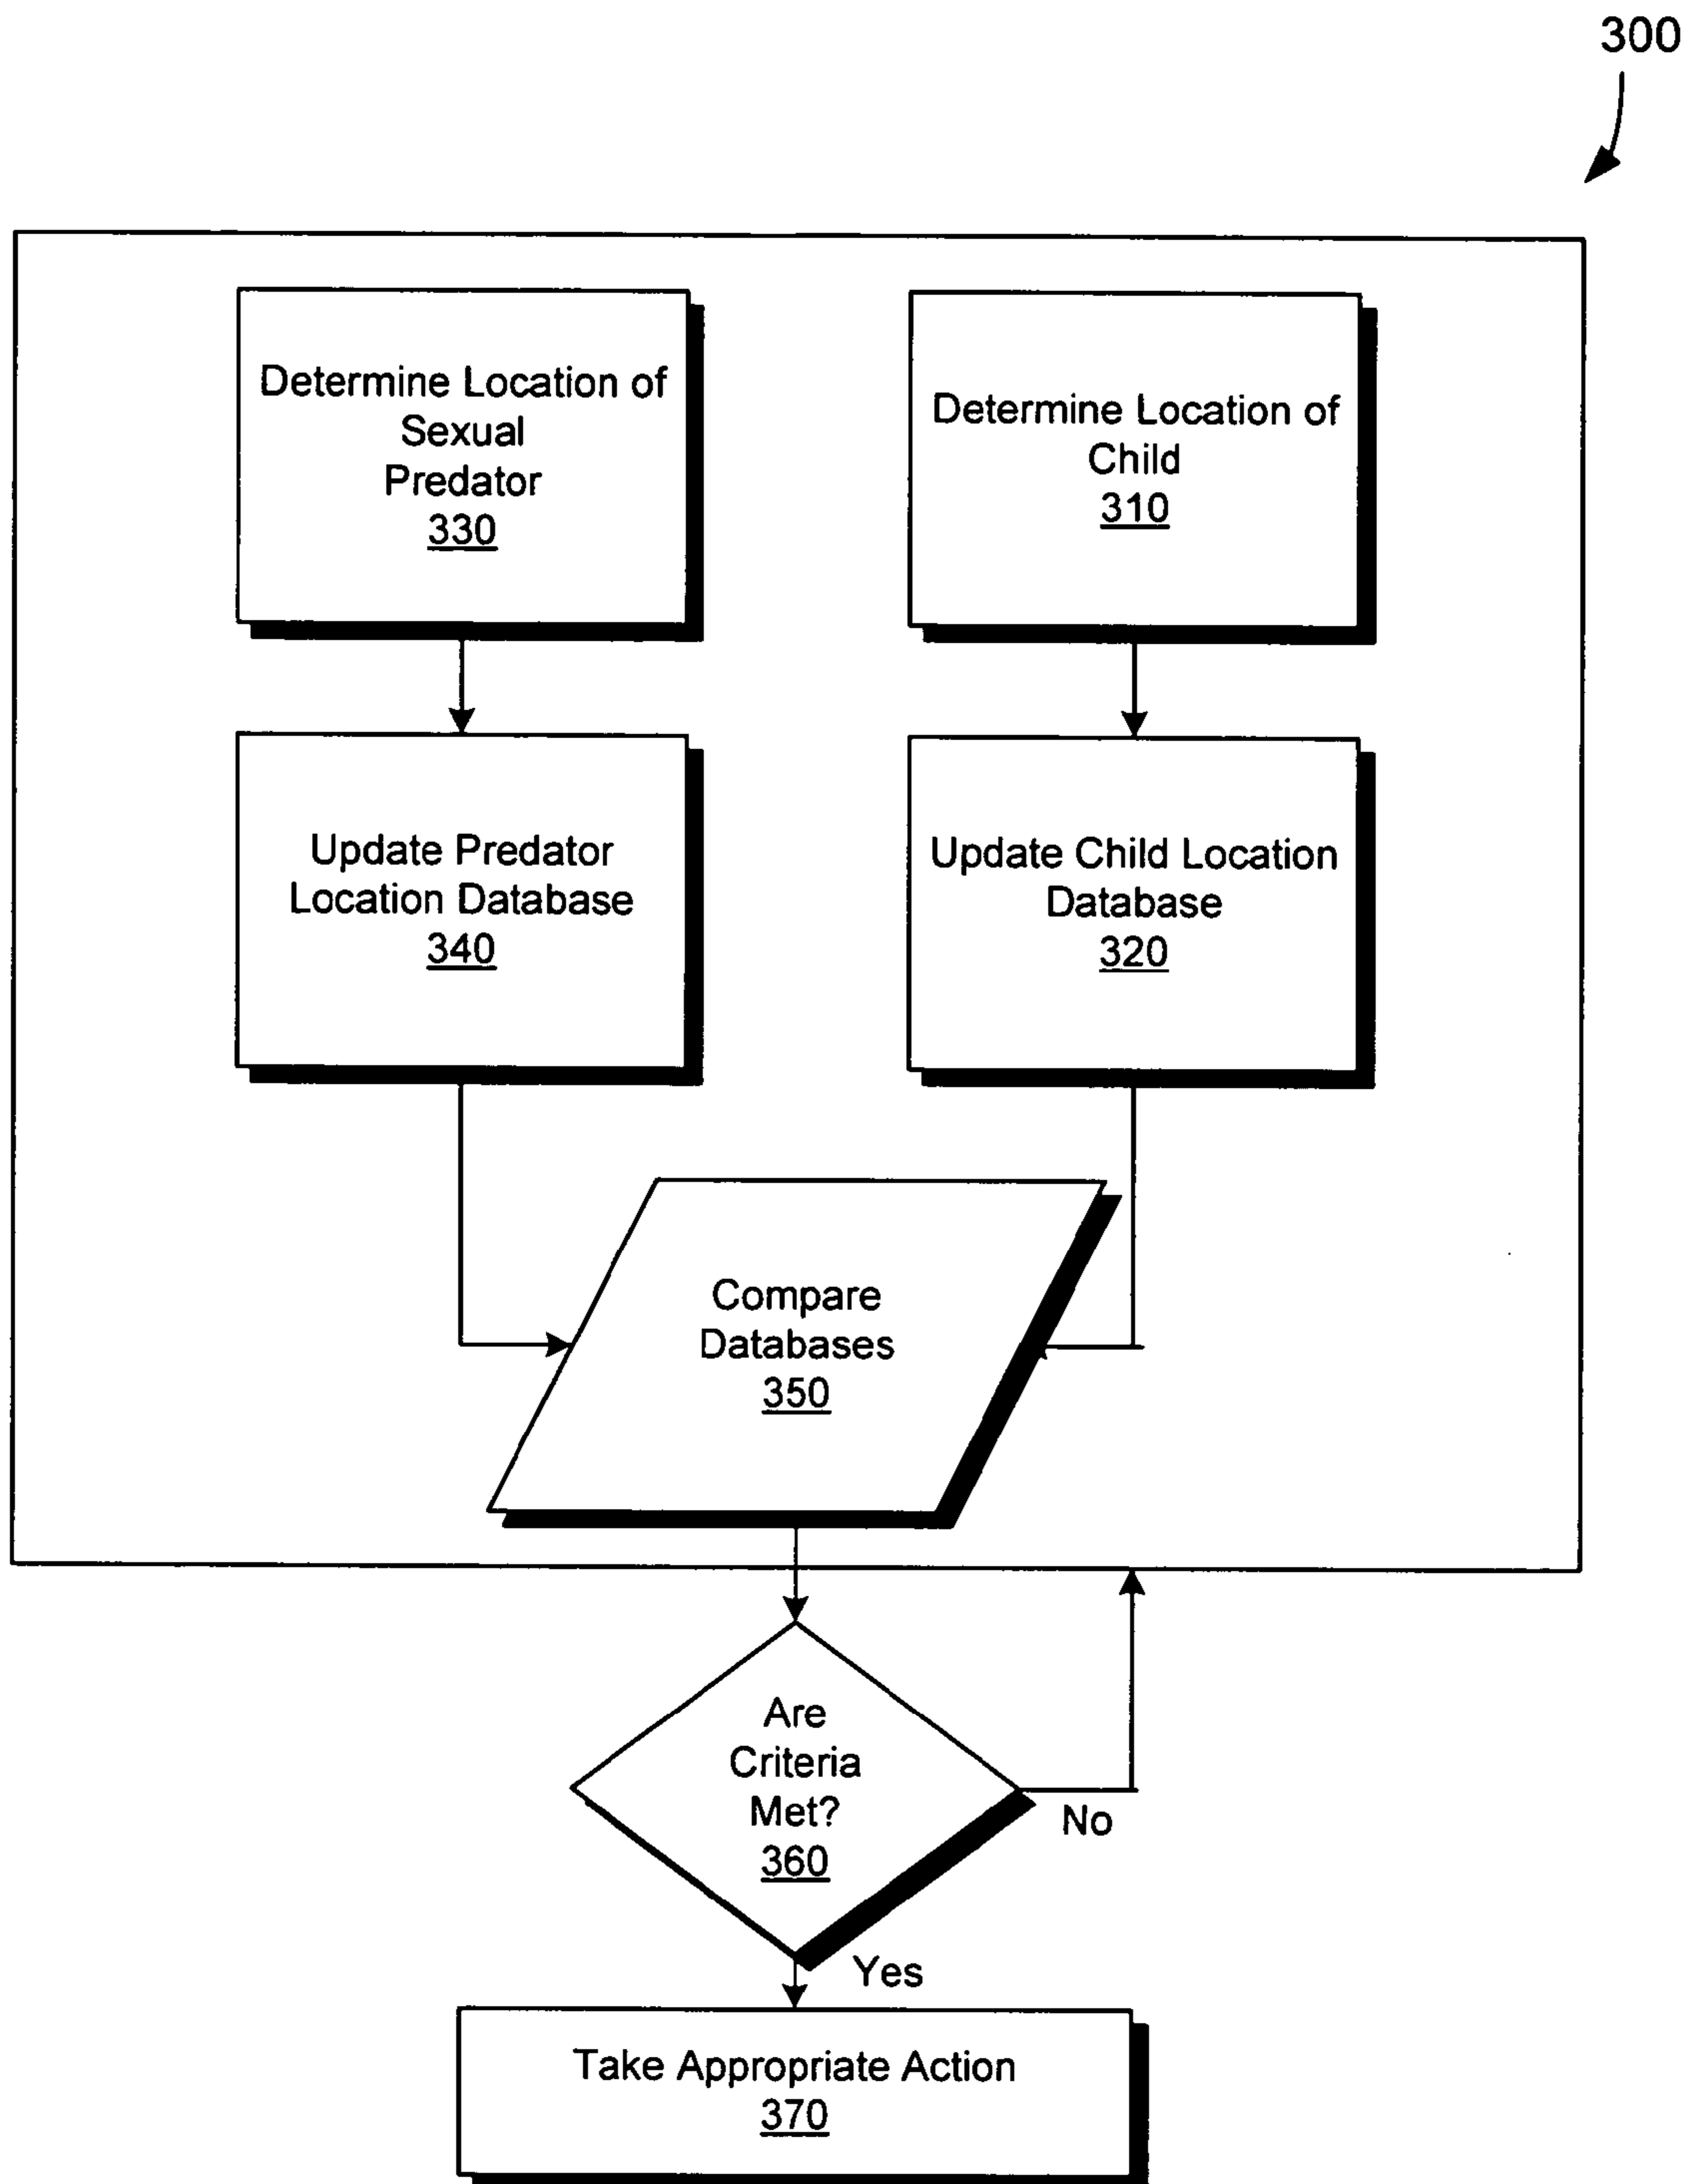 300
Determine Location of
Sexual
Predator
330
Determine Location of
Child
310
Update Predator
Location Database
340
Update Child Location
Database
320
Compare
Databases
350
Are
Criteria
Met?
360
No
Yes
Take Appropriate Action
370